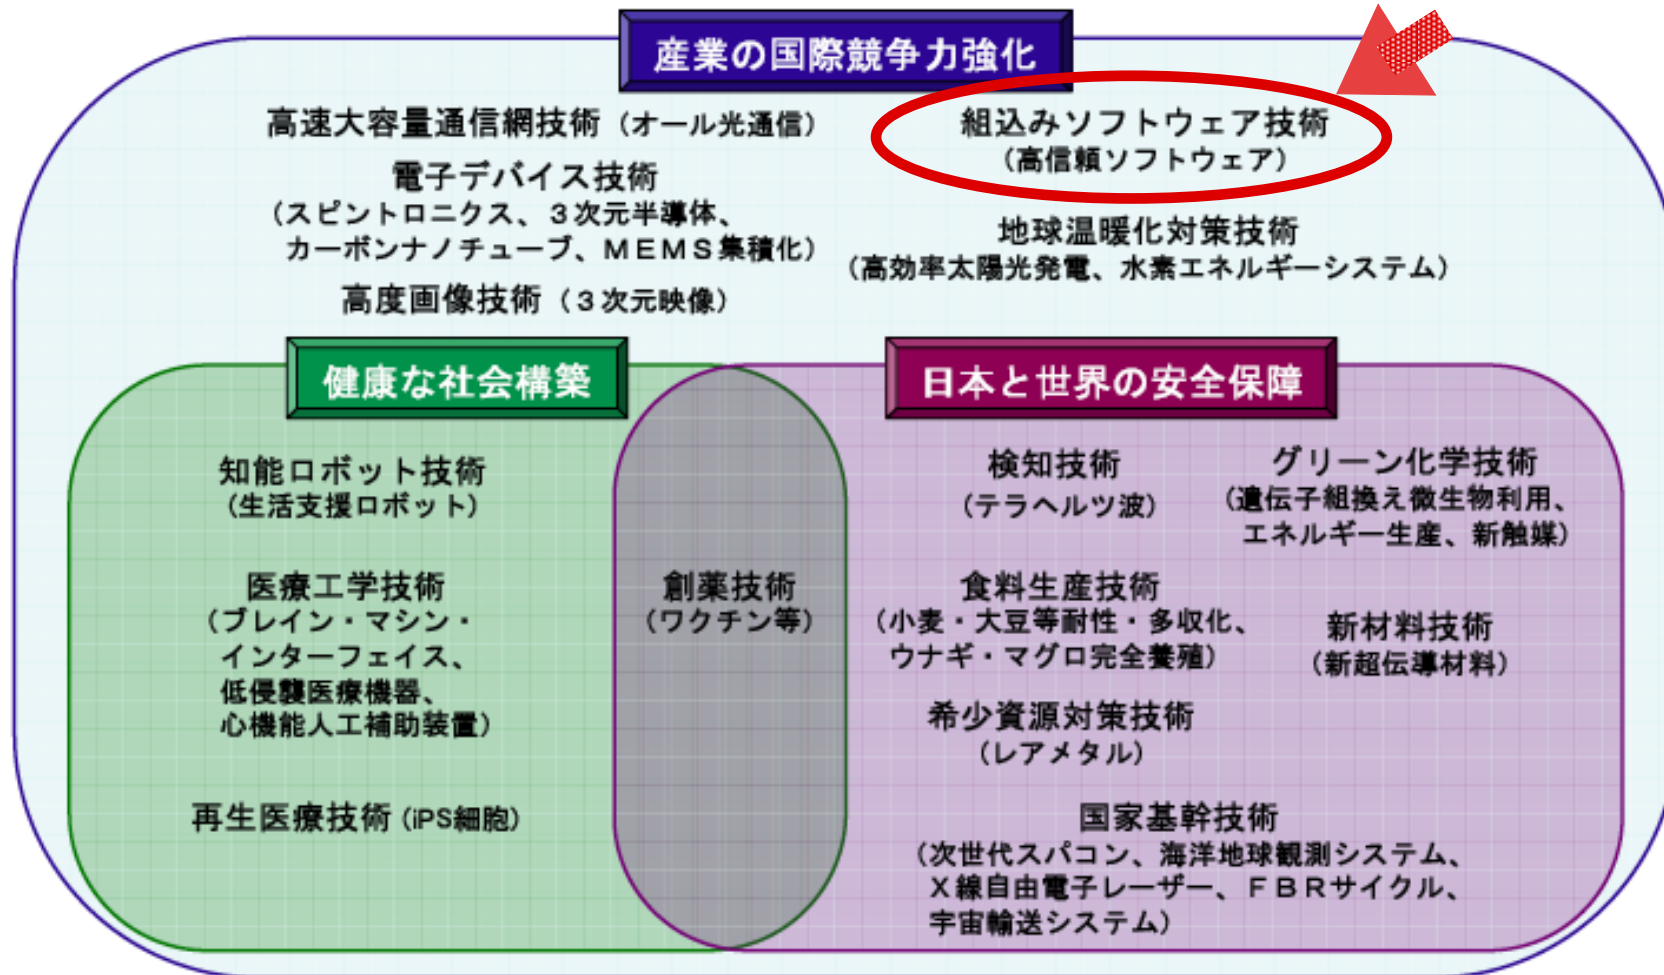 産業の国際競争力強化
高速大容量通信網技術（オール光通信）
電子デバイス技術
（スピントロニクス、３次元半導体、
カーボンナノチューブ、ＭＥＭＳ集積化）
高度画像技術（３次元映像）
組込みソフトウェア技術
（高信頼ソフトウェア）
地球温暖化対策技術
（高効率太陽光発電、水素エネルギーシステム）
健康な社会構築
知能ロボット技術
（生活支援ロボット）
医療工学技術
（ブレイン・マシン・
インターフェイス、
低侵襲医療機器、
心機能人工補助装置）
再生医療技術（iPS細胞）
創薬技術
（ワクチン等）
日本と世界の安全保障
検知技術
（テラヘルツ波）
グリーン化学技術
（遺伝子組換え微生物利用、
エネルギー生産、新触媒）
食料生産技術
（小麦・大豆等耐性・多収化、
ウナギ・マグロ完全養殖）
新材料技術
（新超伝導材料）
希少資源対策技術
（レアメタル）
国家基幹技術
（次世代スパコン、海洋地球観測システム、
Ｘ線自由電子レーザー、ＦＢＲサイクル、
宇宙輸送システム）